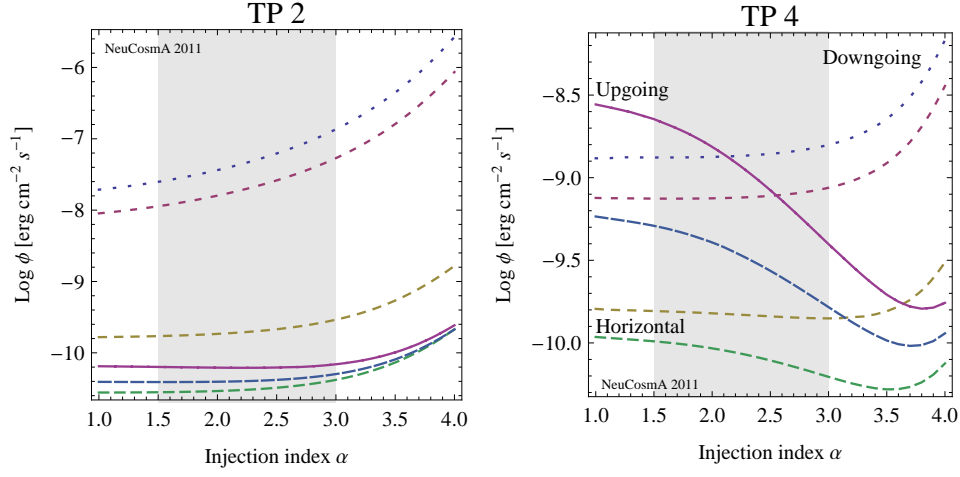 TP 2
NeuCosmA 2011
Log ϕ [erg cm⁻² s⁻¹]
−6
−7
−8
−9
−10
1.0 1.5 2.0 2.5 3.0 3.5 4.0
Injection index α
TP 4
Downgoing
Upgoing
Horizontal
NeuCosmA 2011
Log ϕ [erg cm⁻² s⁻¹]
−8.5
−9.0
−9.5
−10.0
1.0 1.5 2.0 2.5 3.0 3.5 4.0
Injection index α